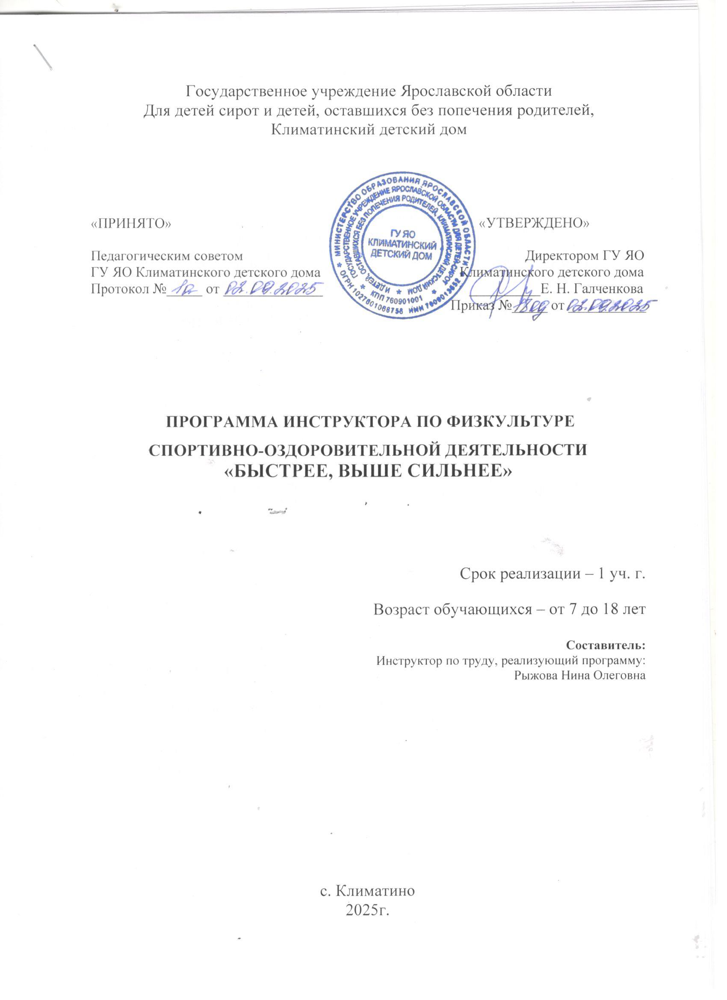 Государственное учреждение Ярославской области
Для детей сирот и детей, оставшихся без попечения родителей,
Климатинский детский дом
МИНИСТЕРСТВО ОБРАЗОВАНИЯ ЯРОСЛАВСКОЙ ОБЛАСТИ
ОГРН 1027601068758 ИНН 7609013652
ГОСУДАРСТВЕННОЕ УЧРЕЖДЕНИЕ ЯРОСЛАВСКОЙ ОБЛАСТИ ДЛЯ ДЕТЕЙ-СИРОТ
КПП 760901001
И ДЕТЕЙ, ОСТАВШИХСЯ БЕЗ ПОПЕЧЕНИЯ РОДИТЕЛЕЙ, КЛИМАТИНСКИЙ ДЕТСКИЙ ДОМ
ГУ ЯО
КЛИМАТИНСКИЙ
ДЕТСКИЙ ДОМ
«ПРИНЯТО» «УТВЕРЖДЕНО»
Педагогическим советом Директором ГУ ЯО
ГУ ЯО Климатинского детского дома Климатинского детского дома
Протокол № 1а от 02.09.2025 Е. Н. Галченкова
Приказ № от 02.09.2025
ПРОГРАММА ИНСТРУКТОРА ПО ФИЗКУЛЬТУРЕ
СПОРТИВНО-ОЗДОРОВИТЕЛЬНОЙ ДЕЯТЕЛЬНОСТИ
«БЫСТРЕЕ, ВЫШЕ СИЛЬНЕЕ»
Срок реализации – 1 уч. г.
Возраст обучающихся – от 7 до 18 лет
Составитель:
Инструктор по труду, реализующий программу:
Рыжова Нина Олеговна
с. Климатино
2025г.